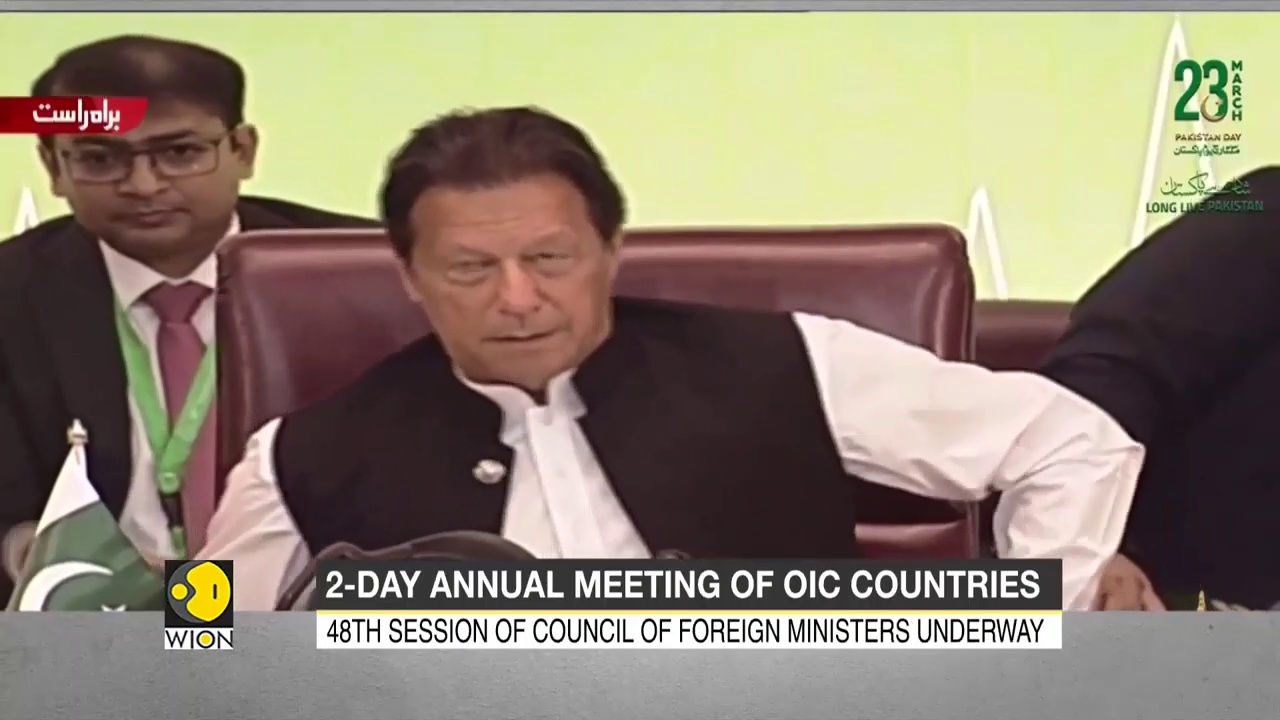 براہ راست
23
MARCH
PAKISTAN DAY
LONG LIVE PAKISTAN
2-DAY ANNUAL MEETING OF OIC COUNTRIES
WION
48TH SESSION OF COUNCIL OF FOREIGN MINISTERS UNDERWAY